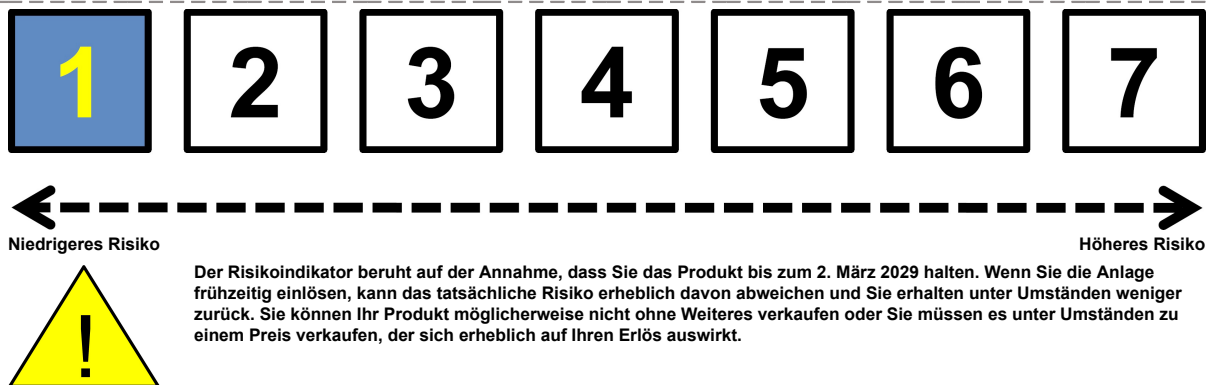 1 2 3 4 5 6 7
Niedrigeres Risiko Höheres Risiko
Der Risikoindikator beruht auf der Annahme, dass Sie das Produkt bis zum 2. März 2029 halten. Wenn Sie die Anlage
frühzeitig einlösen, kann das tatsächliche Risiko erheblich davon abweichen und Sie erhalten unter Umständen weniger
zurück. Sie können Ihr Produkt möglicherweise nicht ohne Weiteres verkaufen oder Sie müssen es unter Umständen zu
einem Preis verkaufen, der sich erheblich auf Ihren Erlös auswirkt.
!